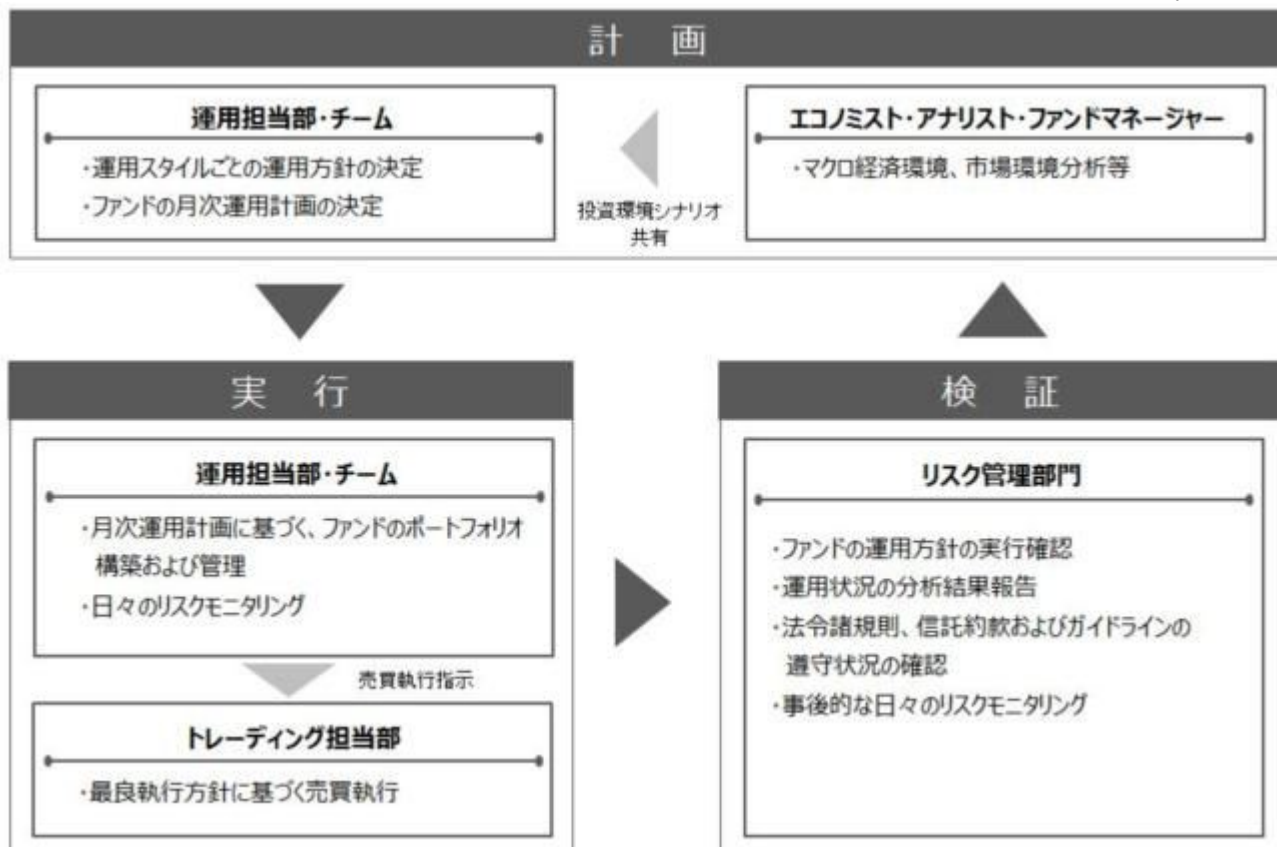 計 画
運用担当部・チーム
・運用スタイルごとの運用方針の決定
・ファンドの月次運用計画の決定
投資環境シナリオ
共有
エコノミスト・アナリスト・ファンドマネージャー
・マクロ経済環境、市場環境分析等
実 行
運用担当部・チーム
・月次運用計画に基づく、ファンドのポートフォリオ
構築および管理
・日々のリスクモニタリング
売買執行指示
トレーディング担当部
・最良執行方針に基づく売買執行
検 証
リスク管理部門
・ファンドの運用方針の実行確認
・運用状況の分析結果報告
・法令諸規則、信託約款およびガイドラインの
遵守状況の確認
・事後的な日々のリスクモニタリング